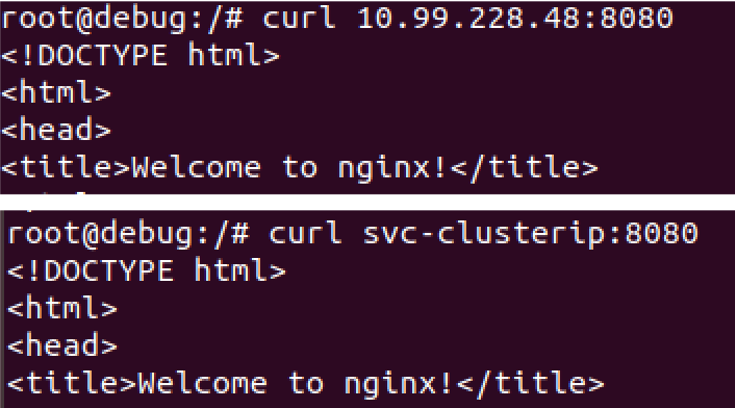 root@debug:/# curl 10.99.228.48:8080
<!DOCTYPE html>
<html>
<head>
<title>Welcome to nginx!</title>
root@debug:/# curl svc-clusterip:8080
<!DOCTYPE html>
<html>
<head>
<title>Welcome to nginx!</title>